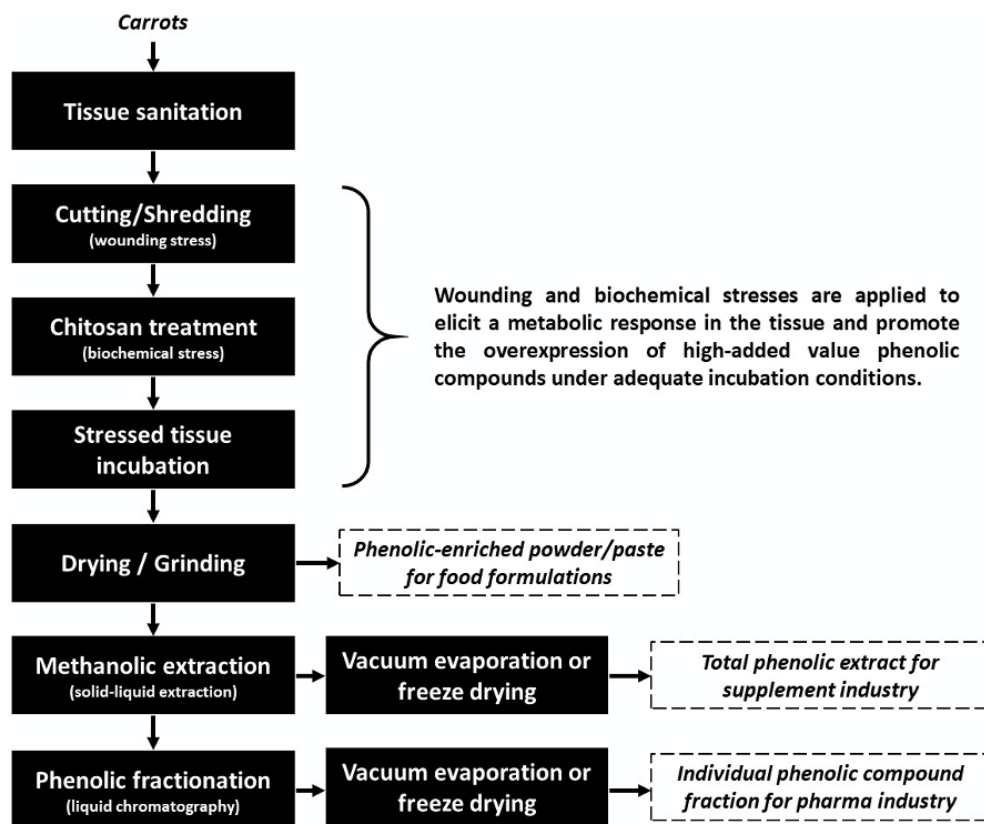 Carrots
Tissue sanitation
Cutting/Shredding
(wounding stress)
Chitosan treatment
(biochemical stress)
Stressed tissue
incubation
Wounding and biochemical stresses are applied to
elicit a metabolic response in the tissue and promote
the overexpression of high-added value phenolic
compounds under adequate incubation conditions.
Drying / Grinding
Phenolic-enriched powder/paste
for food formulations
Methanolic extraction
(solid-liquid extraction)
Vacuum evaporation or
freeze drying
Total phenolic extract for
supplement industry
Phenolic fractionation
(liquid chromatography)
Vacuum evaporation or
freeze drying
Individual phenolic compound
fraction for pharma industry